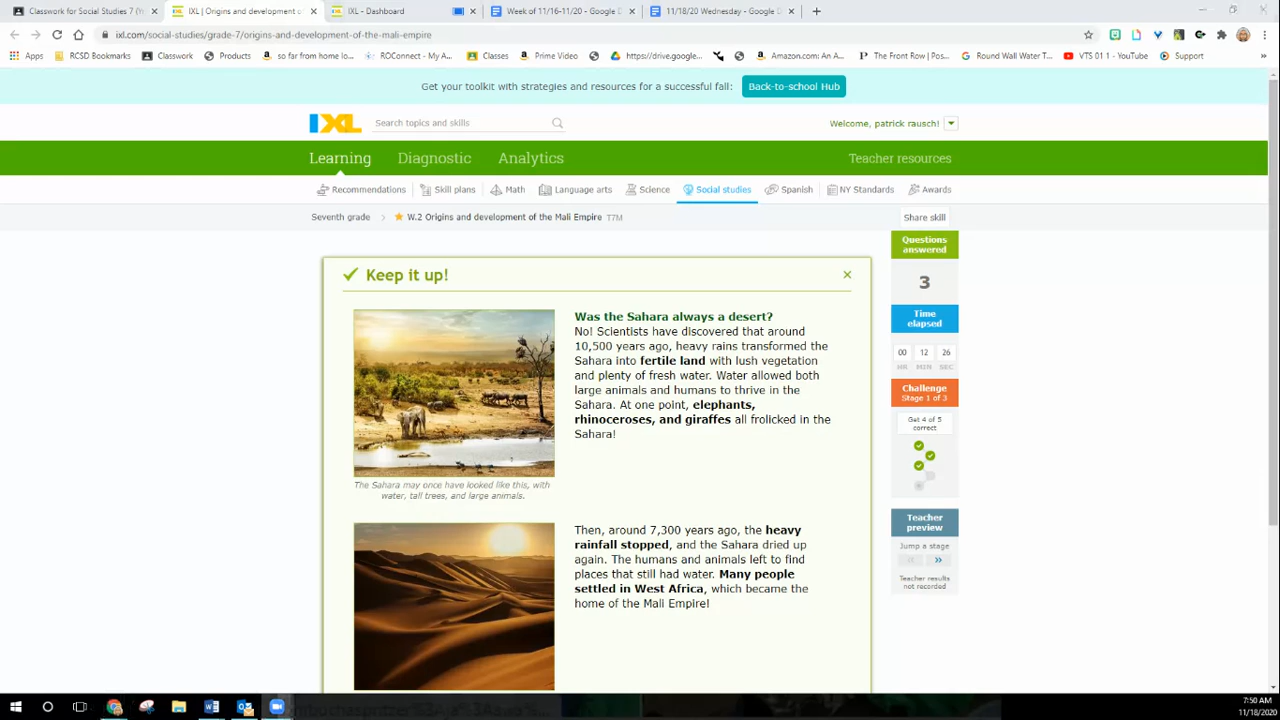 Classwork for Social Studies 7 (Y
IXL | Origins and development o
IXL - Dashboard
Week of 11/16-11/20 - Google D
11/18/20 Wednesday - Google D
ixl.com/social-studies/grade-7/origins-and-development-of-the-mali-empire
Apps
RCSD Bookmarks
Classwork
Products
so far from home lo...
ROConnect - My A...
Classes
Prime Video
https://drive.google...
Amazon.com: An A...
The Front Row | Pos...
Round Wall Water T...
VTS 01 1 - YouTube
Support
Get your toolkit with strategies and resources for a successful fall:
Back-to-school Hub
IXL
Search topics and skills
Welcome, patrick rausch!
Learning
Diagnostic
Analytics
Teacher resources
Recommendations
Skill plans
Math
Language arts
Science
Social studies
Spanish
NY Standards
Awards
Seventh grade
W.2 Origins and development of the Mali Empire T7M
Share skill
Keep it up!
Was the Sahara always a desert?
No! Scientists have discovered that around
10,500 years ago, heavy rains transformed the
Sahara into fertile land with lush vegetation
and plenty of fresh water. Water allowed both
large animals and humans to thrive in the
Sahara. At one point, elephants,
rhinoceroses, and giraffes all frolicked in the
Sahara!
The Sahara may once have looked like this, with
water, tall trees, and large animals.
Then, around 7,300 years ago, the heavy
rainfall stopped, and the Sahara dried up
again. The humans and animals left to find
places that still had water. Many people
settled in West Africa, which became the
home of the Mali Empire!
Questions
answered
3
Time
elapsed
00 12 26
HR MIN SEC
Challenge
Stage 1 of 3
Get 4 of 5
correct
Teacher
preview
Jump a stage
Teacher results
not recorded
7:50 AM
11/18/2020